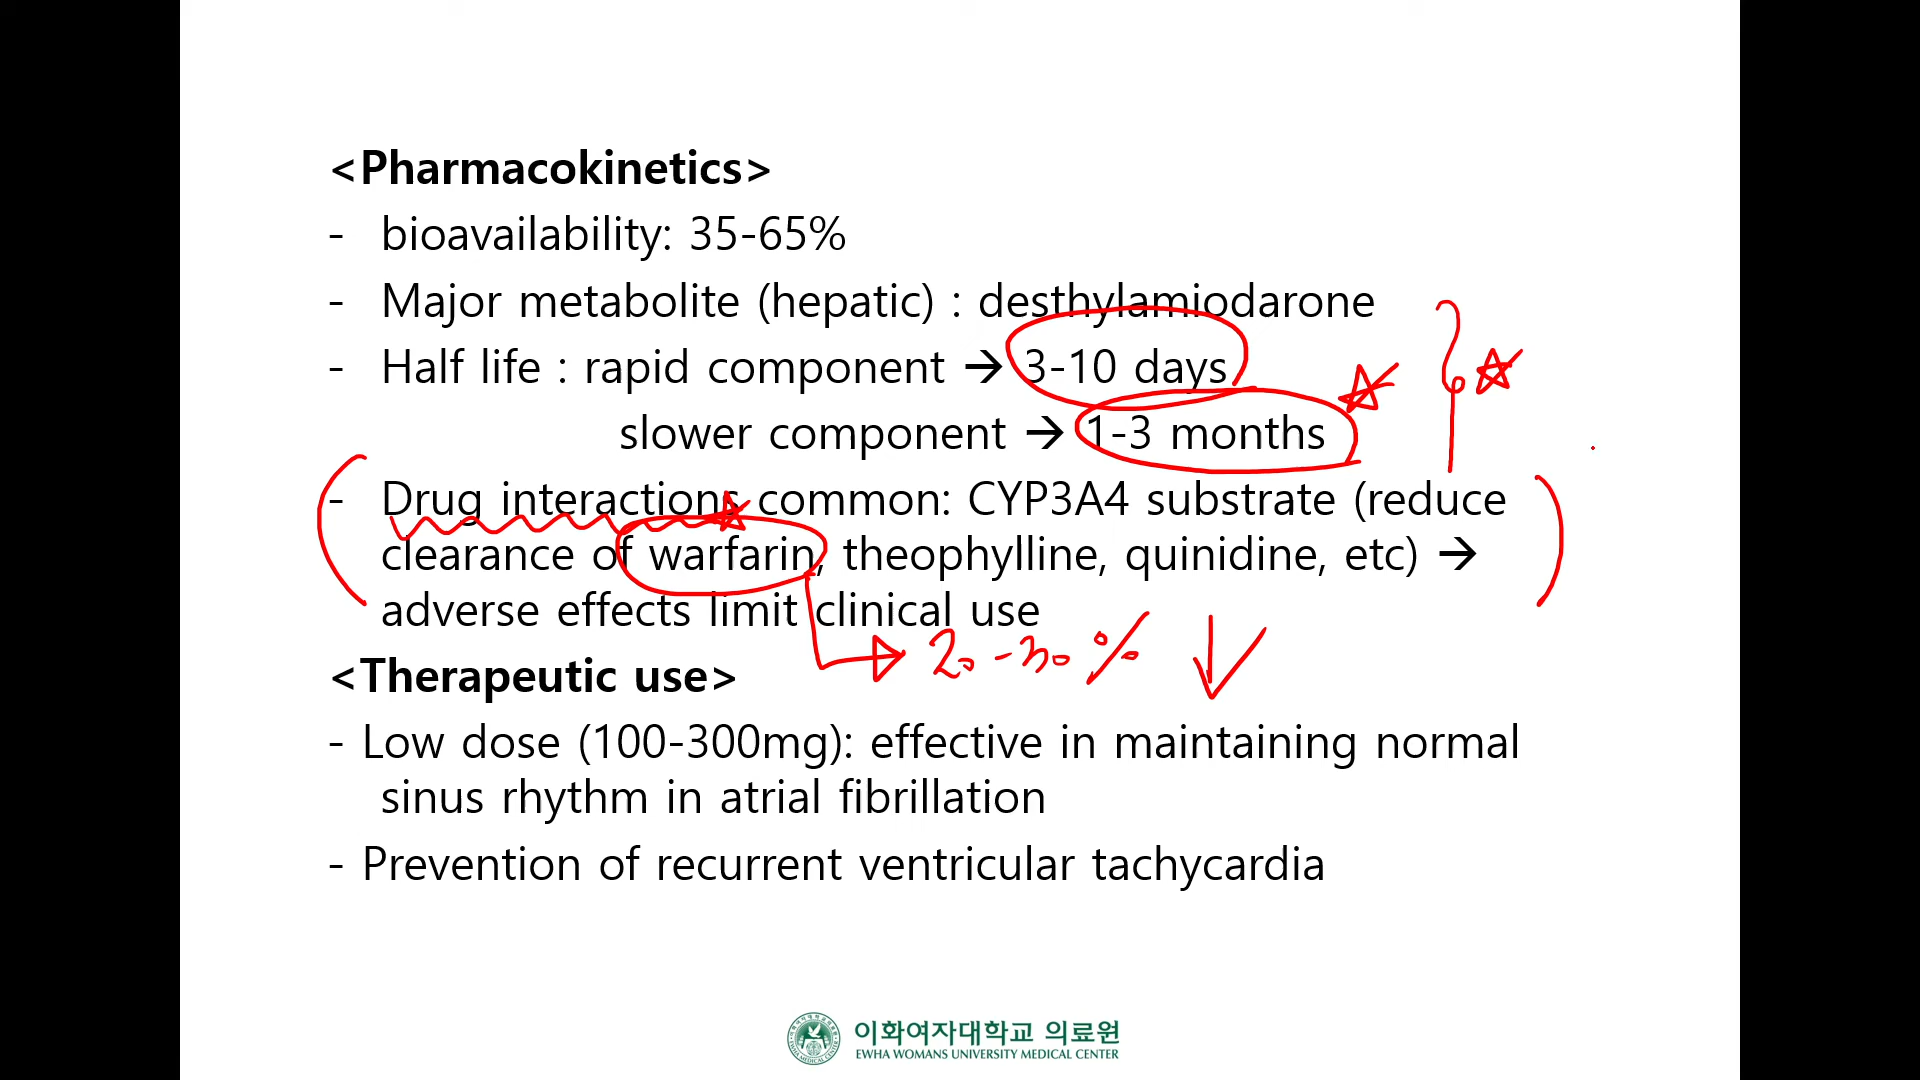 <Pharmacokinetics>
- bioavailability: 35-65%
- Major metabolite (hepatic) : desthylamiodarone
- Half life : rapid component → 3-10 days
slower component → 1-3 months
- Drug interactions common: CYP3A4 substrate (reduce
clearance of warfarin, theophylline, quinidine, etc) →
adverse effects limit clinical use
→ 20-30% ↓
<Therapeutic use>
- Low dose (100-300mg): effective in maintaining normal
sinus rhythm in atrial fibrillation
- Prevention of recurrent ventricular tachycardia
이화여자대학교 의료원
EWHA WOMANS UNIVERSITY MEDICAL CENTER